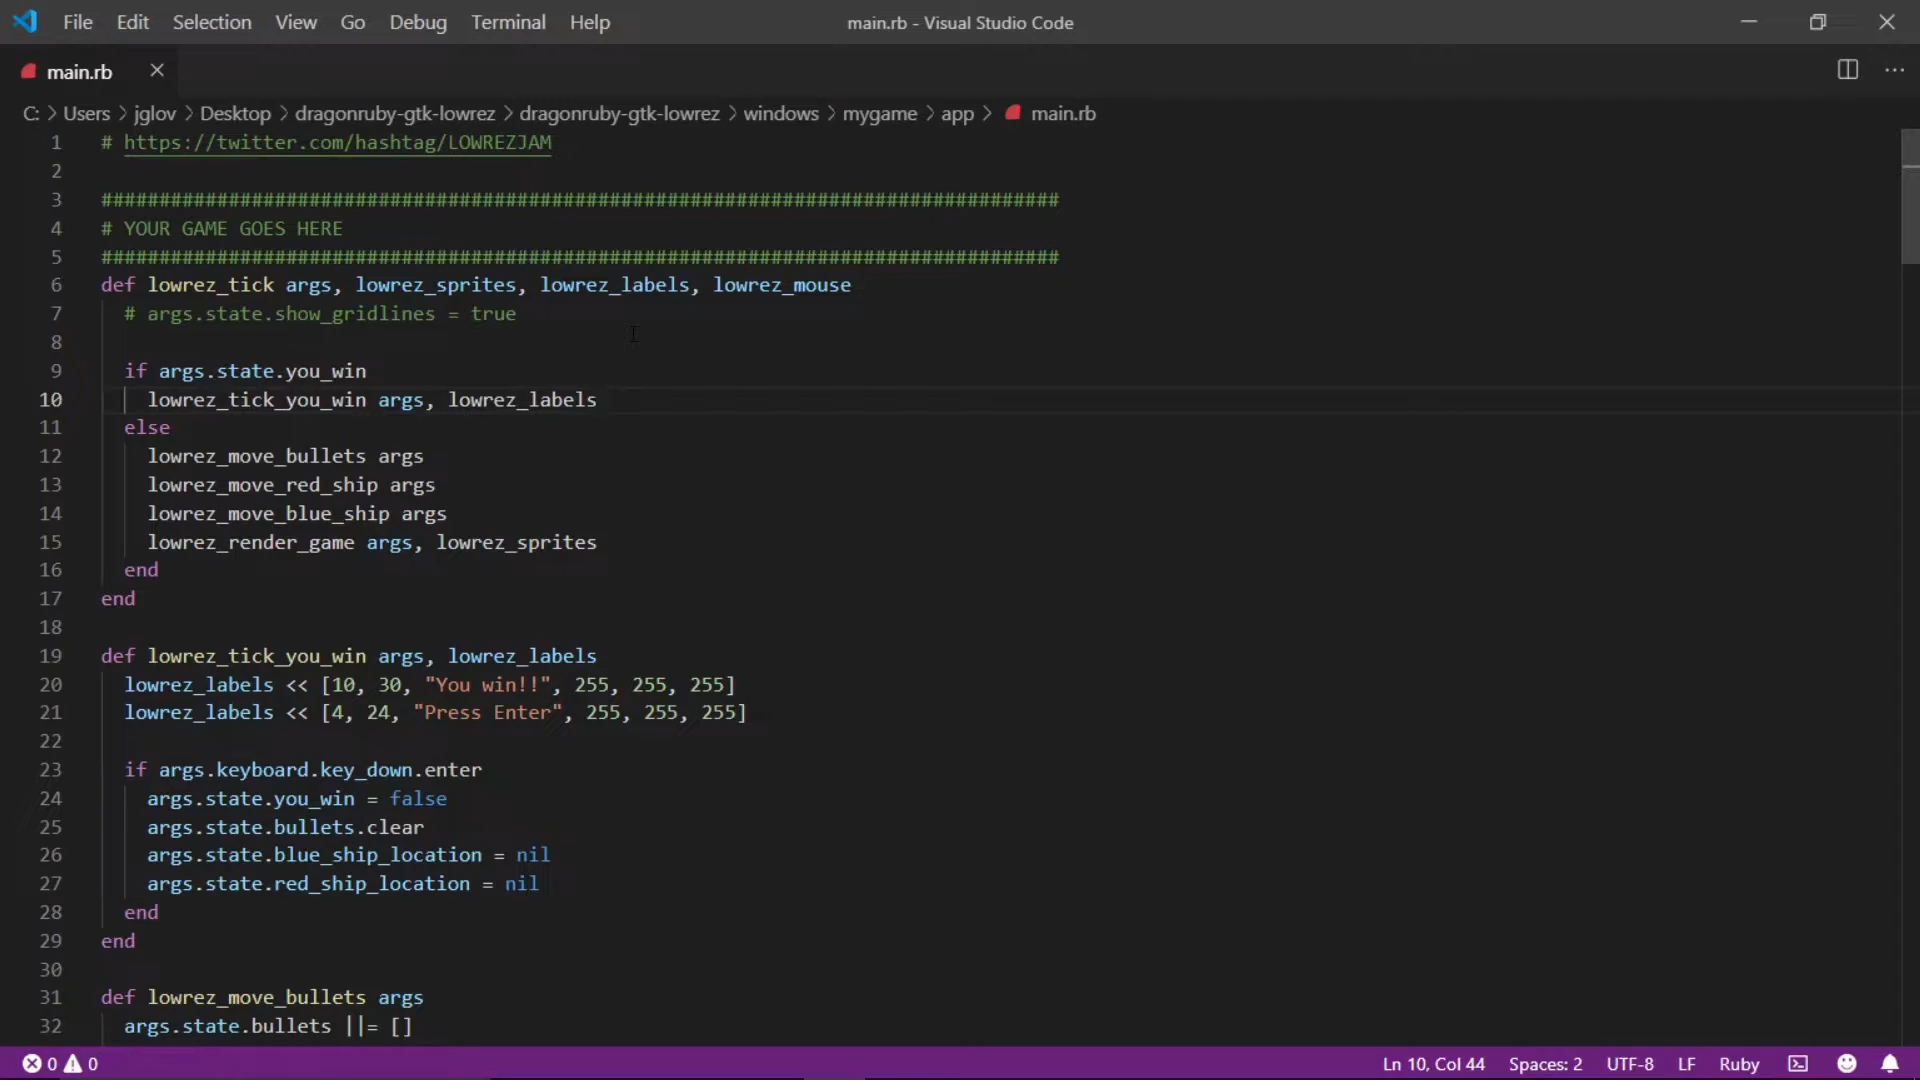 File Edit Selection View Go Debug Terminal Help main.rb - Visual Studio Code
main.rb
C: > Users > jglov > Desktop > dragonruby-gtk-lowrez > dragonruby-gtk-lowrez > windows > mygame > app > main.rb
1 # https://twitter.com/hashtag/LOWREZJAM
2
3 ###################################################################################
4 # YOUR GAME GOES HERE
5 ###################################################################################
6 def lowrez_tick args, lowrez_sprites, lowrez_labels, lowrez_mouse
7   # args.state.show_gridlines = true
8
9   if args.state.you_win
10     lowrez_tick_you_win args, lowrez_labels
11   else
12     lowrez_move_bullets args
13     lowrez_move_red_ship args
14     lowrez_move_blue_ship args
15     lowrez_render_game args, lowrez_sprites
16   end
17 end
18
19 def lowrez_tick_you_win args, lowrez_labels
20   lowrez_labels << [10, 30, "You win!!", 255, 255, 255]
21   lowrez_labels << [4, 24, "Press Enter", 255, 255, 255]
22
23   if args.keyboard.key_down.enter
24     args.state.you_win = false
25     args.state.bullets.clear
26     args.state.blue_ship_location = nil
27     args.state.red_ship_location = nil
28   end
29 end
30
31 def lowrez_move_bullets args
32   args.state.bullets ||= []
0 0 Ln 10, Col 44 Spaces: 2 UTF-8 LF Ruby